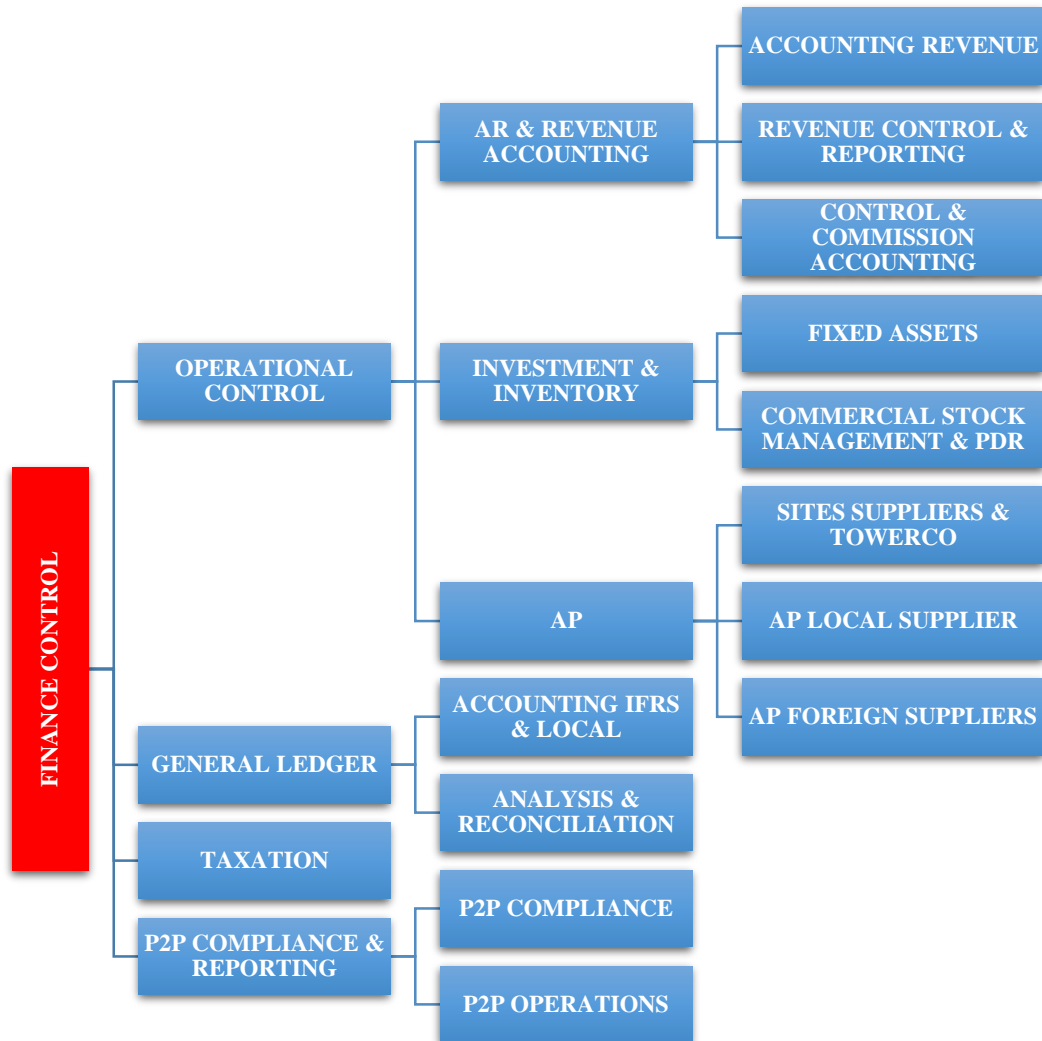 FINANCE CONTROL
OPERATIONAL
CONTROL
AR & REVENUE
ACCOUNTING
ACCOUNTING REVENUE
REVENUE CONTROL &
REPORTING
CONTROL &
COMMISSION
ACCOUNTING
INVESTMENT &
INVENTORY
FIXED ASSETS
COMMERCIAL STOCK
MANAGEMENT & PDR
AP
SITES SUPPLIERS &
TOWERCO
AP LOCAL SUPPLIER
AP FOREIGN SUPPLIERS
GENERAL LEDGER
ACCOUNTING IFRS
& LOCAL
ANALYSIS &
RECONCILIATION
TAXATION
P2P COMPLIANCE &
REPORTING
P2P COMPLIANCE
P2P OPERATIONS